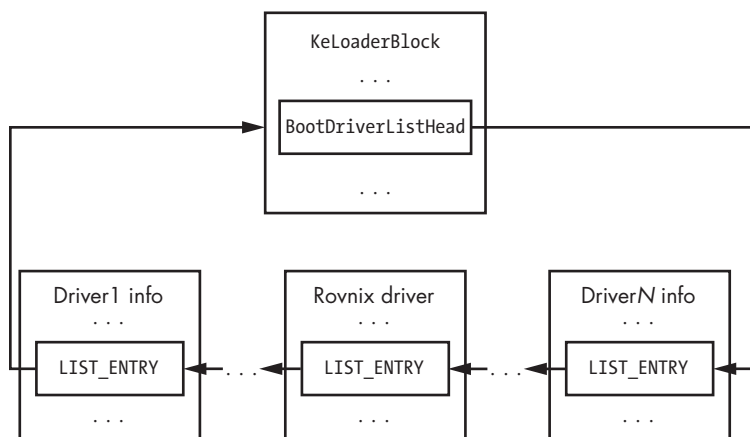 KeLoaderBlock
. . .
BootDriverListHead
. . .
Driver1 info
. . .
LIST_ENTRY
. . .
. . .
Rovnix driver
. . .
LIST_ENTRY
. . .
. . .
DriverN info
. . .
LIST_ENTRY
. . .